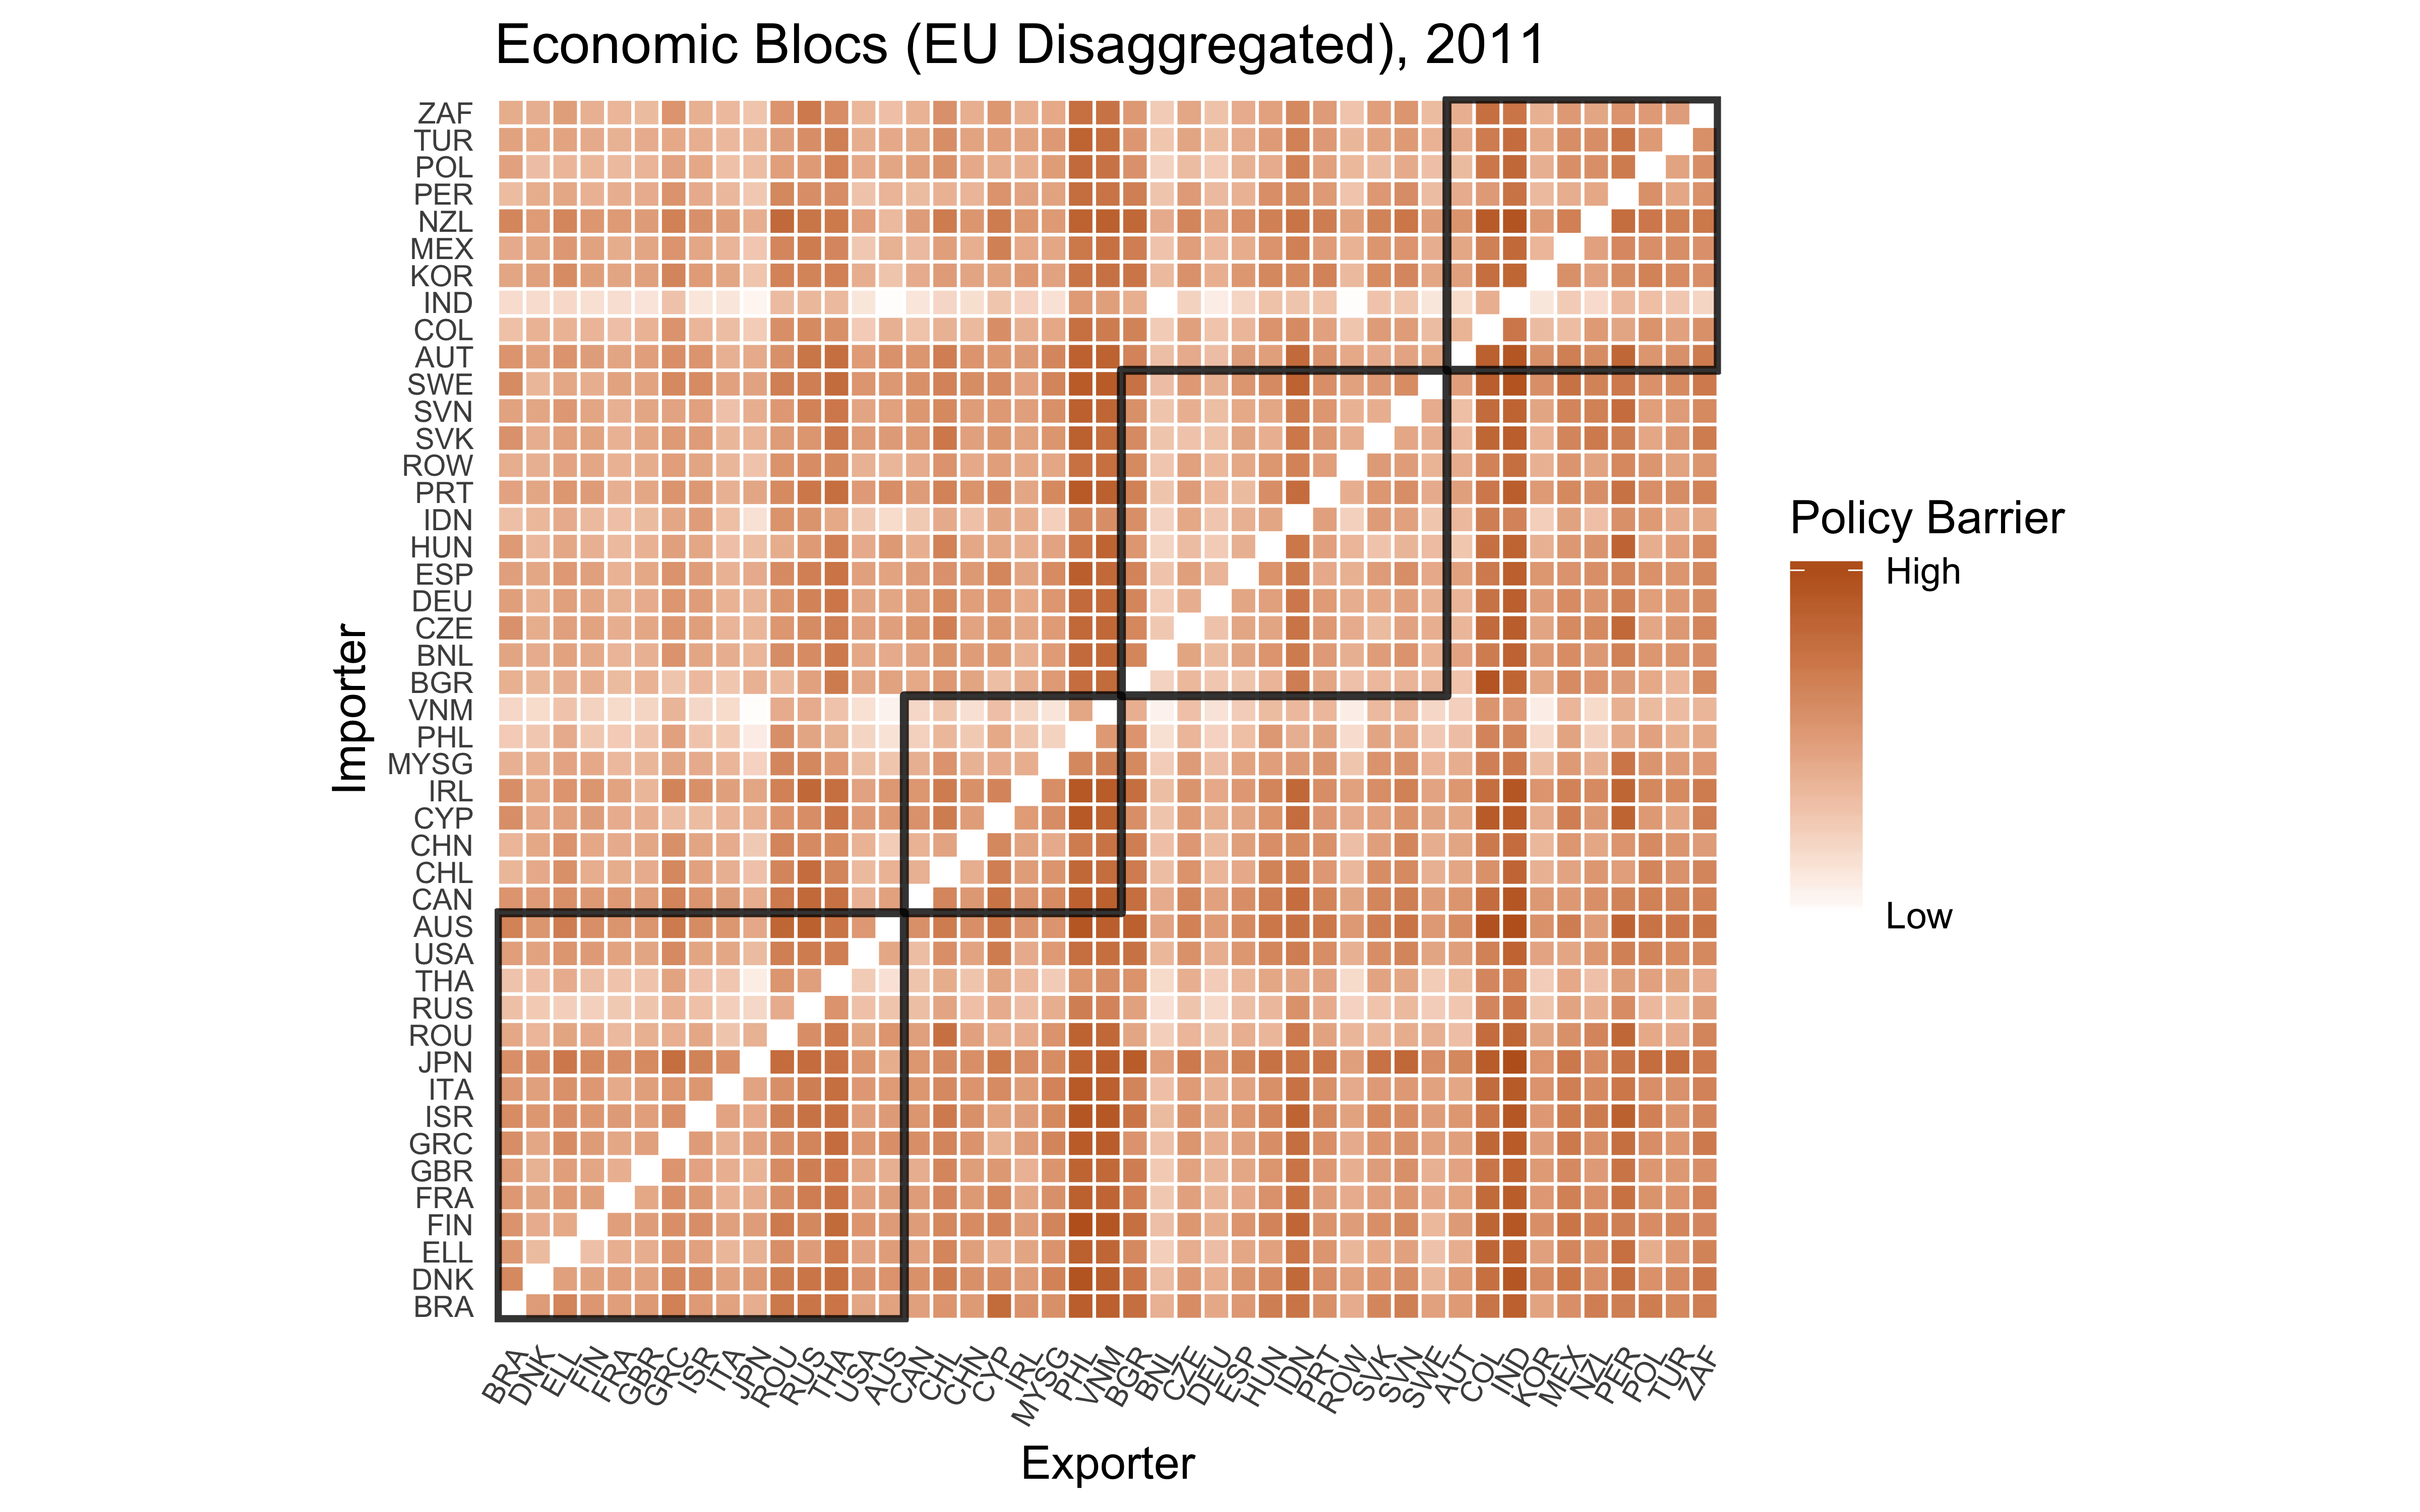 Economic Blocs (EU Disaggregated), 2011
Importer
ZAF
TUR
POL
PER
NZL
MEX
KOR
IND
COL
AUT
SWE
SVN
SVK
ROW
PRT
IDN
HUN
ESP
DEU
CZE
BNL
BGR
VNM
PHL
MYSG
IRL
CYP
CHN
CHL
CAN
AUS
USA
THA
RUS
ROU
JPN
ITA
ISR
GRC
GBR
FRA
FIN
ELL
DNK
BRA
BRA
DNK
ELL
FIN
FRA
GBR
GRC
ISR
ITA
JPN
ROU
RUS
THA
USA
AUS
CAN
CHL
CHN
CYP
IRL
MYSG
PHL
VNM
BGR
BNL
CZE
DEU
ESP
HUN
IDN
PRT
ROW
SVK
SVN
SWE
AUT
COL
IND
KOR
MEX
NZL
PER
POL
TUR
ZAF
Exporter
Policy Barrier
High
Low